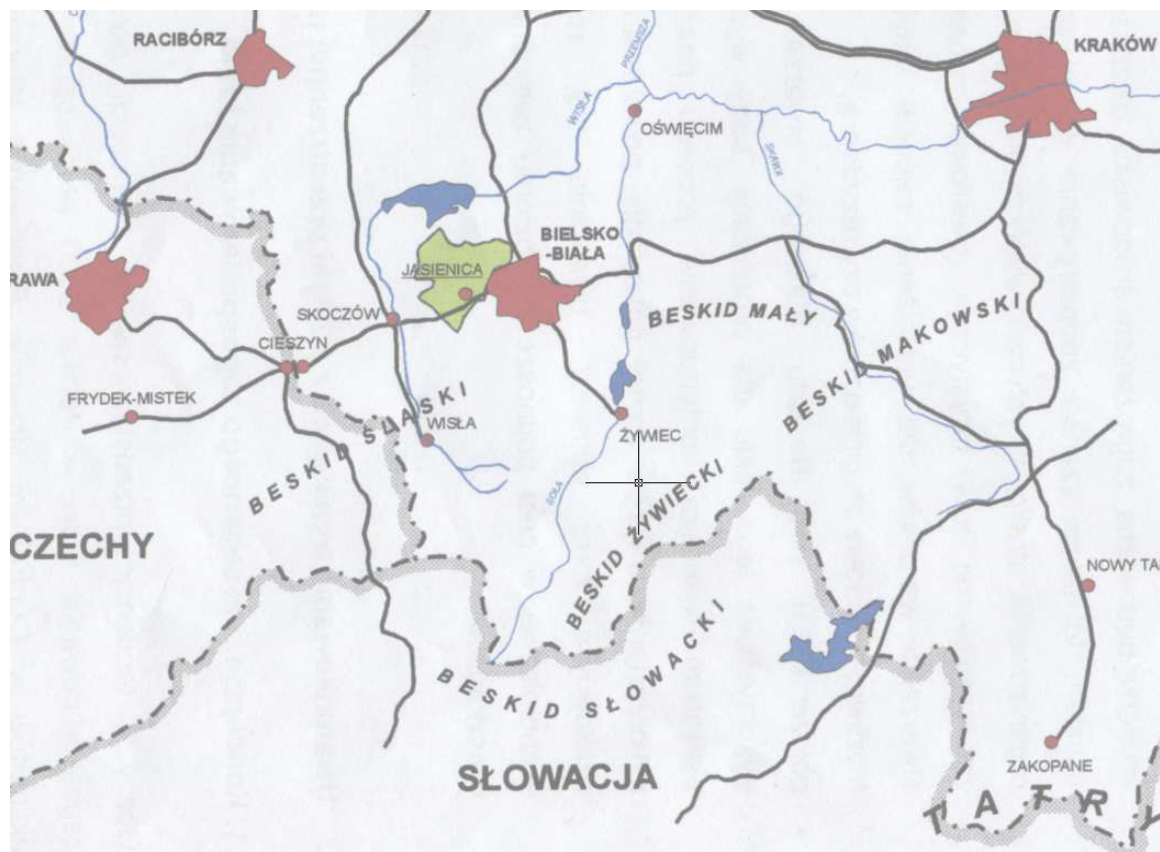 RACIBÓRZ
KRAKÓW
PRZEMSZA
WISŁA
OŚWIĘCIM
SKAWA
JASIENICA
BIELSKO
-BIAŁA
RAWA
SKOCZÓW
BESKID MAŁY
BESKID MAKOWSKI
CIESZYN
FRYDEK-MISTEK
BESKID ŚLĄSKI
WISŁA
ŻYWIEC
SOŁA
BESKID ŻYWIECKI
CZECHY
NOWY TA
BESKID SŁOWACKI
SŁOWACJA
ZAKOPANE
TATRY